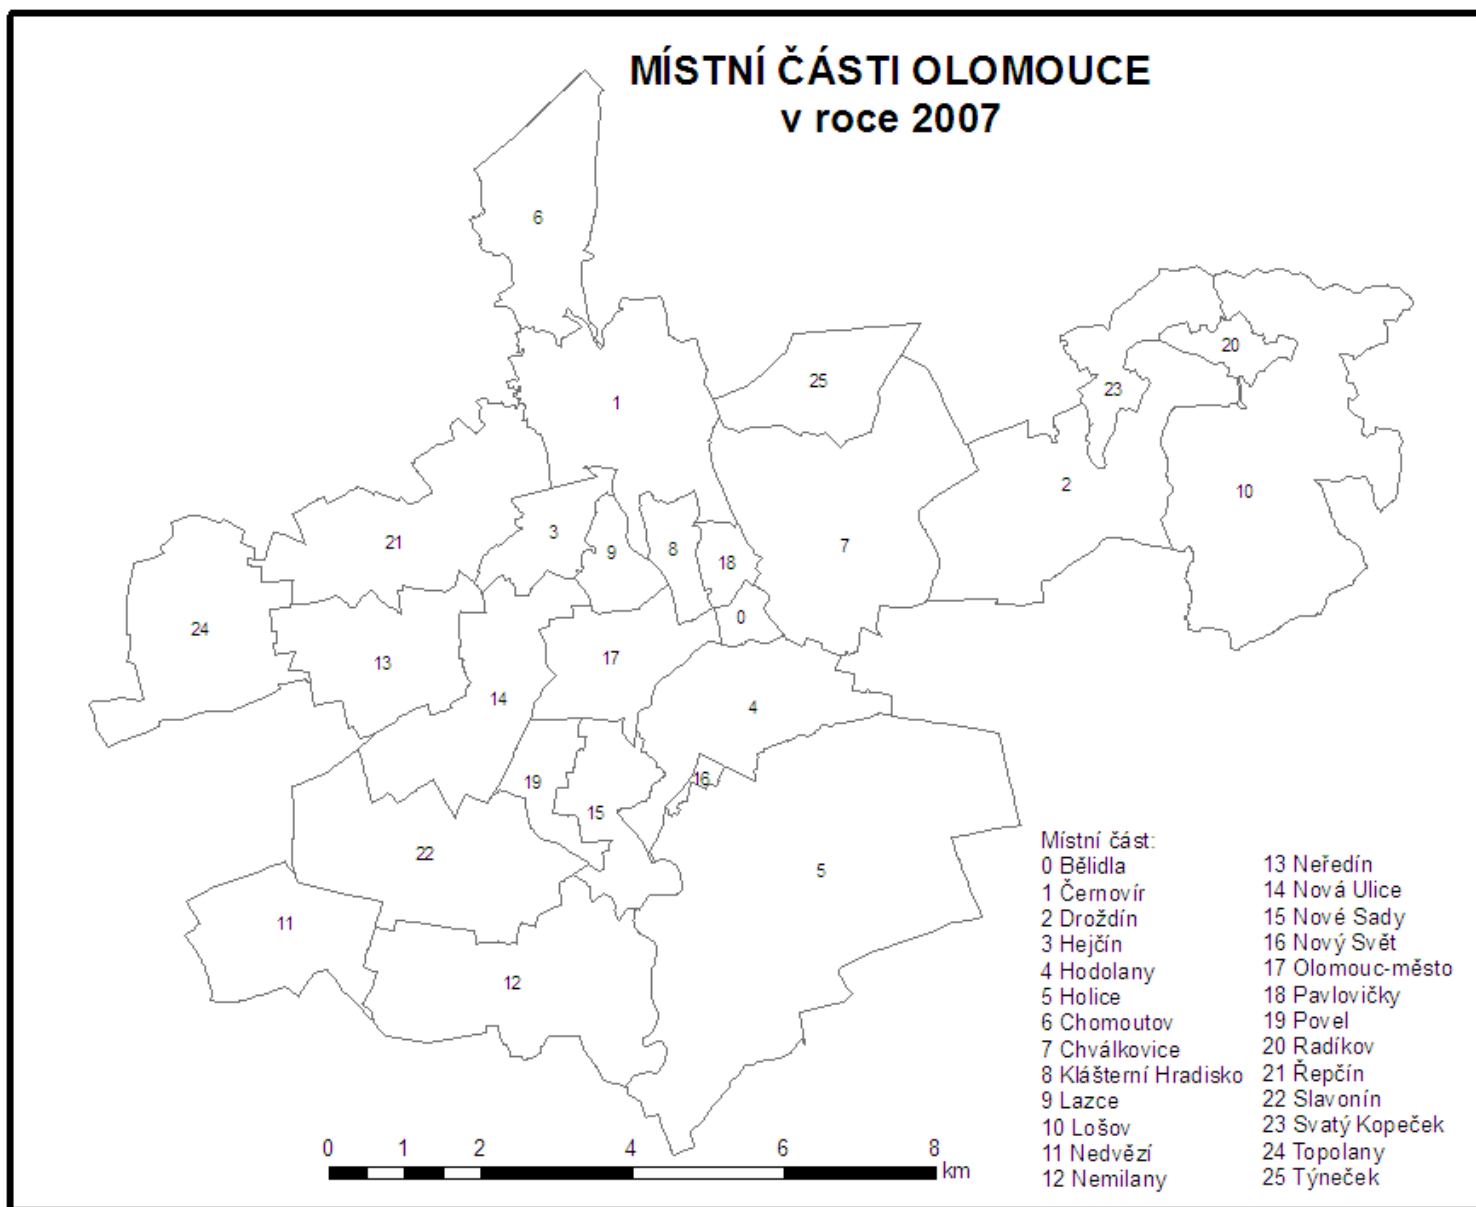 MÍSTNÍ ČÁSTI OLOMOUCE
v roce 2007
6
20
25
23
1
2
10
3
21
9
8
7
18
0
24
17
13
14
4
16
19
15
22
5
11
12
Místní část:
0 Bělidla
1 Černovír
2 Droždín
3 Hejčín
4 Hodolany
5 Holice
6 Chomoutov
7 Chválkovice
8 Klášterní Hradisko
9 Lazce
10 Lošov
11 Nedvězí
12 Nemilany
13 Neředín
14 Nová Ulice
15 Nové Sady
16 Nový Svět
17 Olomouc-město
18 Pavlovičky
19 Povel
20 Radíkov
21 Řepčín
22 Slavonín
23 Svatý Kopeček
24 Topolany
25 Týneček
0 1 2 4 6 8
km